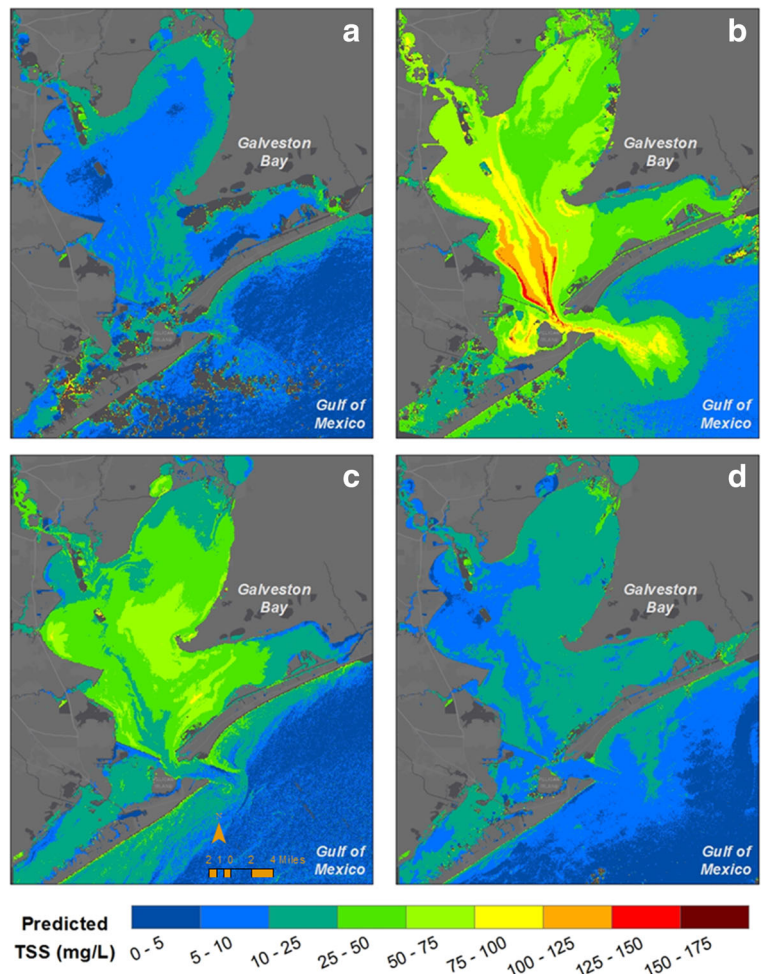 a
Galveston
Bay
Gulf of
Mexico
b
Galveston
Bay
Gulf of
Mexico
c
Galveston
Bay
2 1 0 2 4 Miles
Gulf of
Mexico
d
Galveston
Bay
Gulf of
Mexico
Predicted
TSS (mg/L)
0 - 5
5 - 10
10 - 25
25 - 50
50 - 75
75 - 100
100 - 125
125 - 150
150 - 175